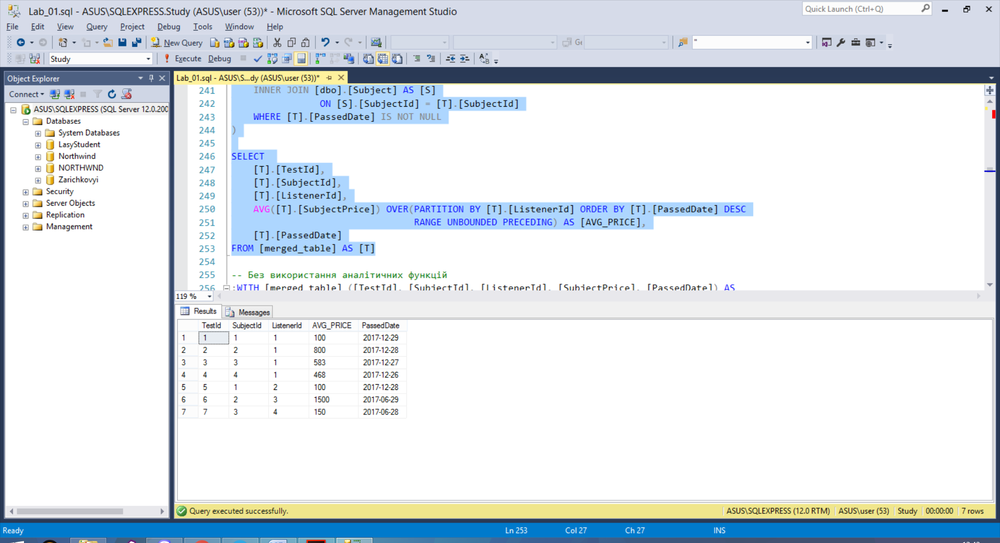 Lab_01.sql - ASUS\SQLEXPRESS.Study (ASUS\user (53))* - Microsoft SQL Server Management Studio
Quick Launch (Ctrl+Q)
File Edit View Query Project Debug Tools Window Help
New Query
"
Study
Execute Debug
Object Explorer
Connect
ASUS\SQLEXPRESS (SQL Server 12.0.200
Databases
System Databases
LasyStudent
Northwind
NORTHWND
Zarichkovyi
Security
Server Objects
Replication
Management
Lab_01.sql - ASUS\S...dy (ASUS\user (53))*
241 INNER JOIN [dbo].[Subject] AS [S]
242 ON [S].[SubjectId] = [T].[SubjectId]
243 WHERE [T].[PassedDate] IS NOT NULL
244 )
245
246 SELECT
247 [T].[TestId],
248 [T].[SubjectId],
249 [T].[ListenerId],
250 AVG([T].[SubjectPrice]) OVER(PARTITION BY [T].[ListenerId] ORDER BY [T].[PassedDate] DESC
251 RANGE UNBOUNDED PRECEDING) AS [AVG_PRICE],
252 [T].[PassedDate]
253 FROM [merged_table] AS [T]
254
255 -- Без використання аналітичних функцій
256 ;WITH [merged_table] ([TestId], [SubjectId], [ListenerId], [SubjectPrice], [PassedDate]) AS
119 %
Results Messages
TestId SubjectId ListenerId AVG_PRICE PassedDate
1 1 1 1 100 2017-12-29
2 2 2 1 800 2017-12-28
3 3 3 1 583 2017-12-27
4 4 4 1 468 2017-12-26
5 5 1 2 100 2017-12-28
6 6 2 3 1500 2017-06-29
7 7 3 4 150 2017-06-28
Query executed successfully.
ASUS\SQLEXPRESS (12.0 RTM) ASUS\user (53) Study 00:00:00 7 rows
Ready Ln 253 Col 27 Ch 27 INS